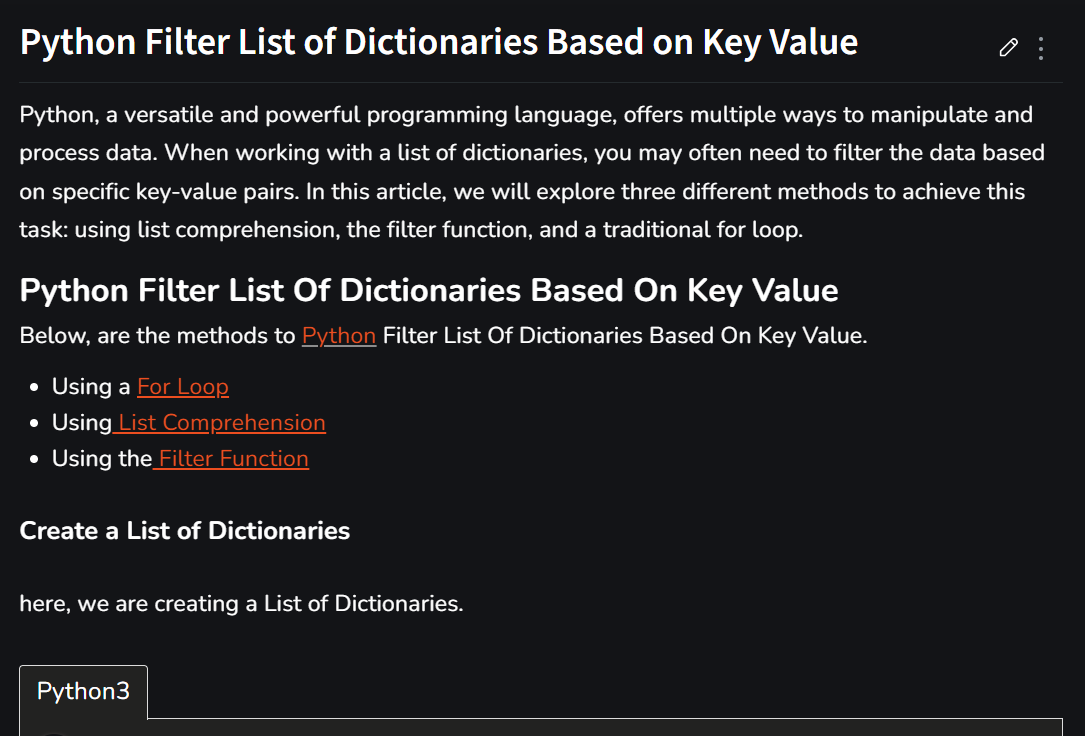 Python Filter List of Dictionaries Based on Key Value
Python, a versatile and powerful programming language, offers multiple ways to manipulate and
process data. When working with a list of dictionaries, you may often need to filter the data based
on specific key-value pairs. In this article, we will explore three different methods to achieve this
task: using list comprehension, the filter function, and a traditional for loop.
Python Filter List Of Dictionaries Based On Key Value
Below, are the methods to Python Filter List Of Dictionaries Based On Key Value.
Using a For Loop
Using List Comprehension
Using the Filter Function
Create a List of Dictionaries
here, we are creating a List of Dictionaries.
Python3